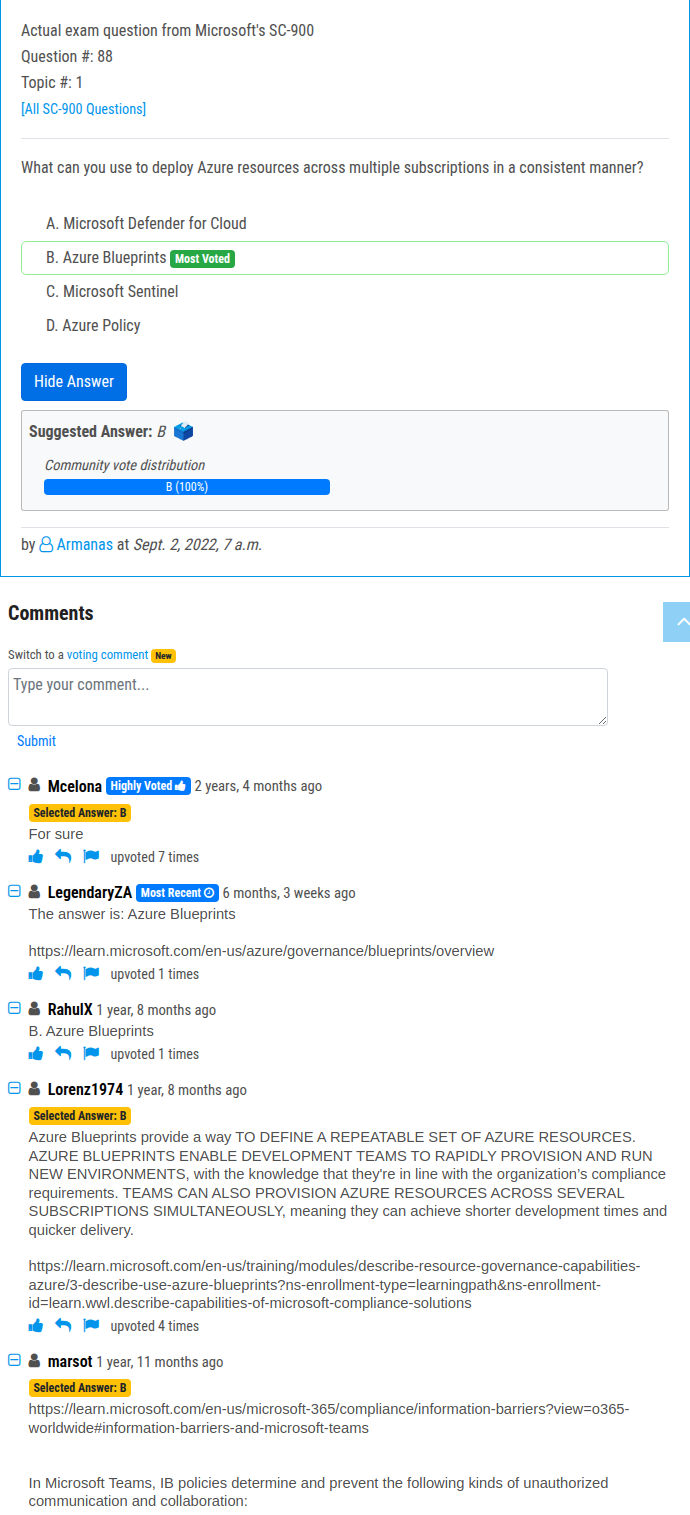 Actual exam question from Microsoft's SC-900
Question #: 88
Topic #: 1
[All SC-900 Questions]
What can you use to deploy Azure resources across multiple subscriptions in a consistent manner?
A. Microsoft Defender for Cloud
B. Azure Blueprints Most Voted
C. Microsoft Sentinel
D. Azure Policy
Hide Answer
Suggested Answer: B
Community vote distribution
B (100%)
by Armanas at Sept. 2, 2022, 7 a.m.
Comments
Switch to a voting comment New
Type your comment...
Submit
Mcelona Highly Voted 2 years, 4 months ago
Selected Answer: B
For sure
upvoted 7 times
LegendaryZA Most Recent 6 months, 3 weeks ago
The answer is: Azure Blueprints
https://learn.microsoft.com/en-us/azure/governance/blueprints/overview
upvoted 1 times
RahulX 1 year, 8 months ago
B. Azure Blueprints
upvoted 1 times
Lorenz1974 1 year, 8 months ago
Selected Answer: B
Azure Blueprints provide a way TO DEFINE A REPEATABLE SET OF AZURE RESOURCES.
AZURE BLUEPRINTS ENABLE DEVELOPMENT TEAMS TO RAPIDLY PROVISION AND RUN
NEW ENVIRONMENTS, with the knowledge that they're in line with the organization’s compliance
requirements. TEAMS CAN ALSO PROVISION AZURE RESOURCES ACROSS SEVERAL
SUBSCRIPTIONS SIMULTANEOUSLY, meaning they can achieve shorter development times and
quicker delivery.
https://learn.microsoft.com/en-us/training/modules/describe-resource-governance-capabilities-
azure/3-describe-use-azure-blueprints?ns-enrollment-type=learningpath&ns-enrollment-
id=learn.wwl.describe-capabilities-of-microsoft-compliance-solutions
upvoted 4 times
marsot 1 year, 11 months ago
Selected Answer: B
https://learn.microsoft.com/en-us/microsoft-365/compliance/information-barriers?view=o365-
worldwide#information-barriers-and-microsoft-teams
In Microsoft Teams, IB policies determine and prevent the following kinds of unauthorized
communication and collaboration: